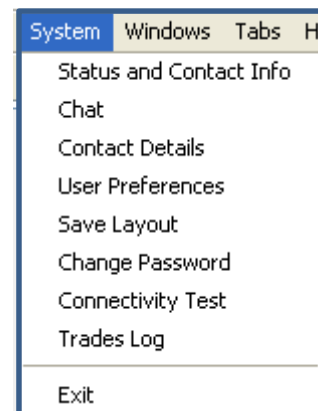 System Windows Tabs H
Status and Contact Info
Chat
Contact Details
User Preferences
Save Layout
Change Password
Connectivity Test
Trades Log
Exit